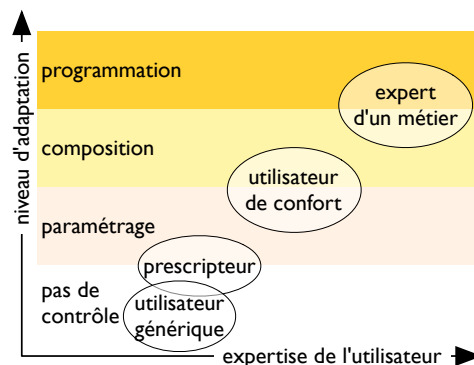 niveau d'adaptation
programmation
expert
d'un métier
composition
utilisateur
de confort
paramétrage
prescripteur
pas de
contrôle
utilisateur
générique
expertise de l'utilisateur